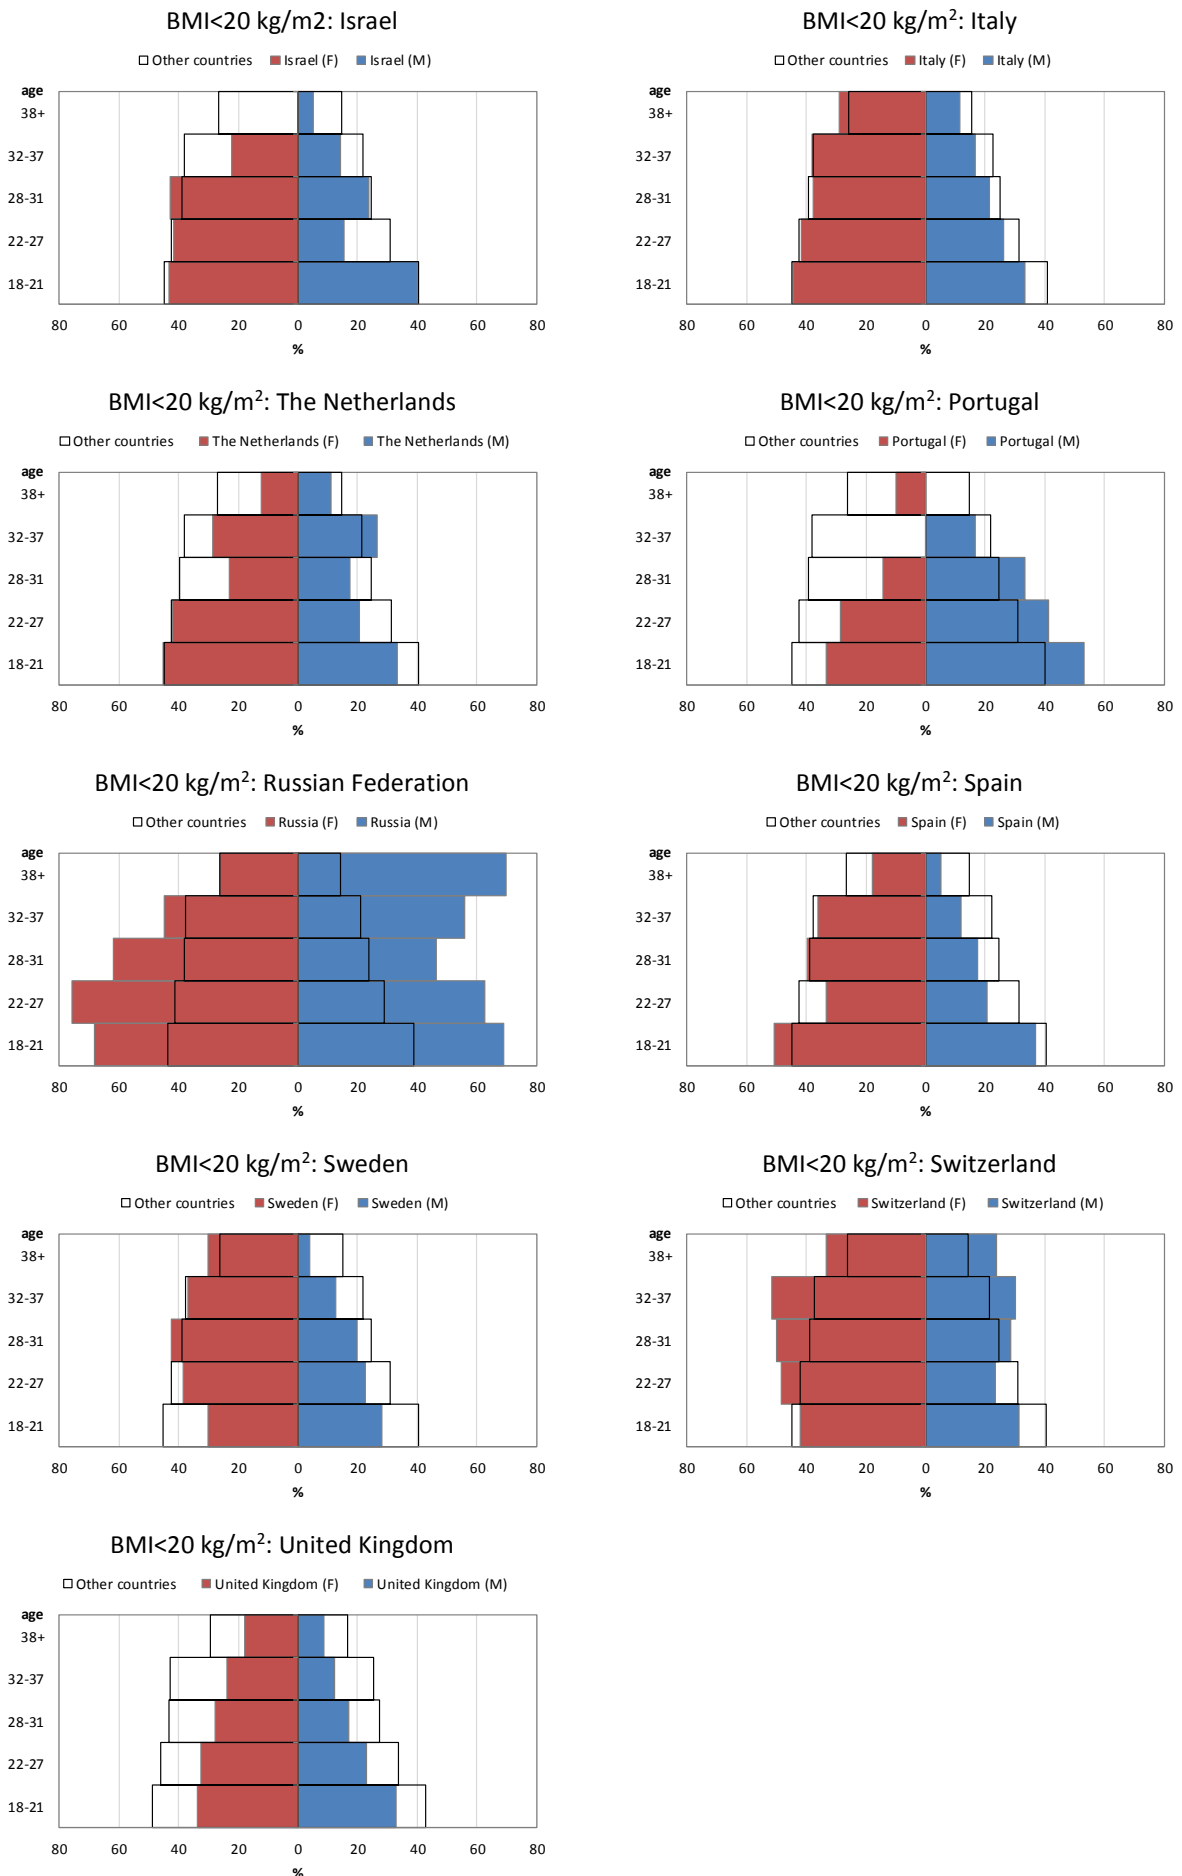 BMI<20 kg/m2: Israel
Other countries Israel (F) Israel (M)
age
38+
32-37
28-31
22-27
18-21
80 60 40 20 0 20 40 60 80
%
BMI<20 kg/m²: Italy
Other countries Italy (F) Italy (M)
age
38+
32-37
28-31
22-27
18-21
80 60 40 20 0 20 40 60 80
%
BMI<20 kg/m²: The Netherlands
Other countries The Netherlands (F) The Netherlands (M)
age
38+
32-37
28-31
22-27
18-21
80 60 40 20 0 20 40 60 80
%
BMI<20 kg/m²: Portugal
Other countries Portugal (F) Portugal (M)
age
38+
32-37
28-31
22-27
18-21
80 60 40 20 0 20 40 60 80
%
BMI<20 kg/m²: Russian Federation
Other countries Russia (F) Russia (M)
age
38+
32-37
28-31
22-27
18-21
80 60 40 20 0 20 40 60 80
%
BMI<20 kg/m²: Spain
Other countries Spain (F) Spain (M)
age
38+
32-37
28-31
22-27
18-21
80 60 40 20 0 20 40 60 80
%
BMI<20 kg/m²: Sweden
Other countries Sweden (F) Sweden (M)
age
38+
32-37
28-31
22-27
18-21
80 60 40 20 0 20 40 60 80
%
BMI<20 kg/m²: Switzerland
Other countries Switzerland (F) Switzerland (M)
age
38+
32-37
28-31
22-27
18-21
80 60 40 20 0 20 40 60 80
%
BMI<20 kg/m²: United Kingdom
Other countries United Kingdom (F) United Kingdom (M)
age
38+
32-37
28-31
22-27
18-21
80 60 40 20 0 20 40 60 80
%